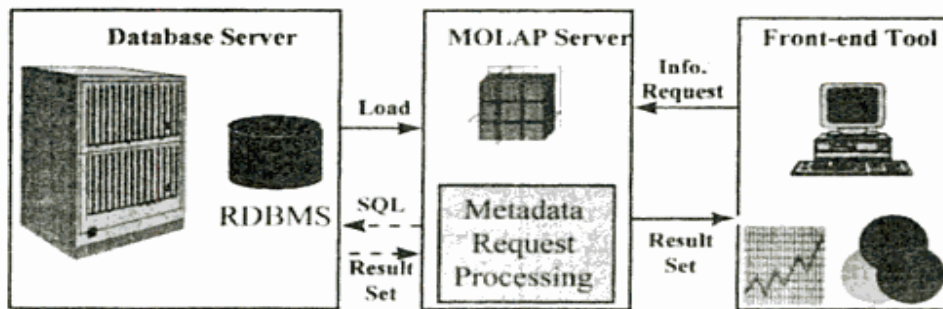 Database Server
RDBMS
Load
SQL
Result
Set
MOLAP Server
Metadata
Request
Processing
Info.
Request
Result
Set
Front-end Tool